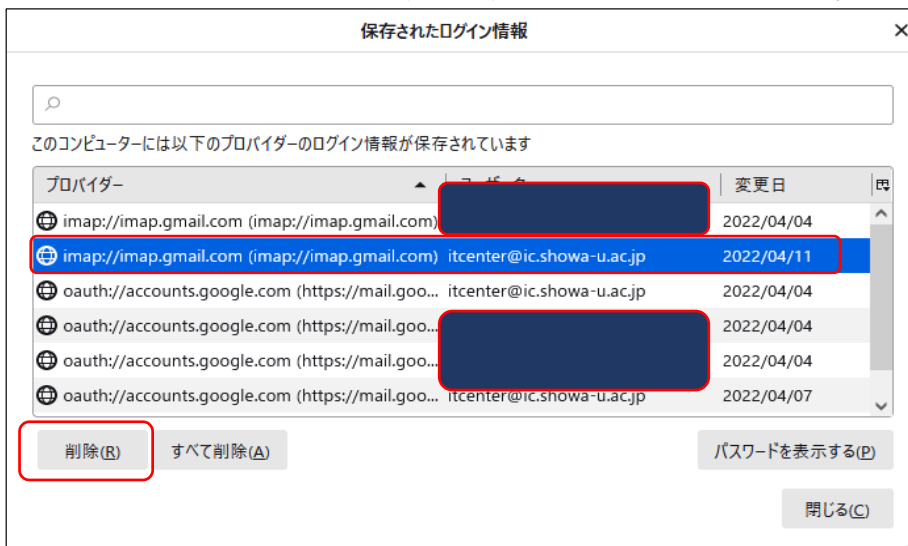 保存されたログイン情報
このコンピューターには以下のプロバイダーのログイン情報が保存されています
プロバイダー 変更日
imap://imap.gmail.com (imap://imap.gmail.com) 2022/04/04
imap://imap.gmail.com (imap://imap.gmail.com) itcenter@ic.showa-u.ac.jp 2022/04/11
oauth://accounts.google.com (https://mail.goo... itcenter@ic.showa-u.ac.jp 2022/04/04
oauth://accounts.google.com (https://mail.goo... 2022/04/04
oauth://accounts.google.com (https://mail.goo... 2022/04/04
oauth://accounts.google.com (https://mail.goo... itcenter@ic.showa-u.ac.jp 2022/04/07
削除(R) すべて削除(A) パスワードを表示する(P)
閉じる(C)